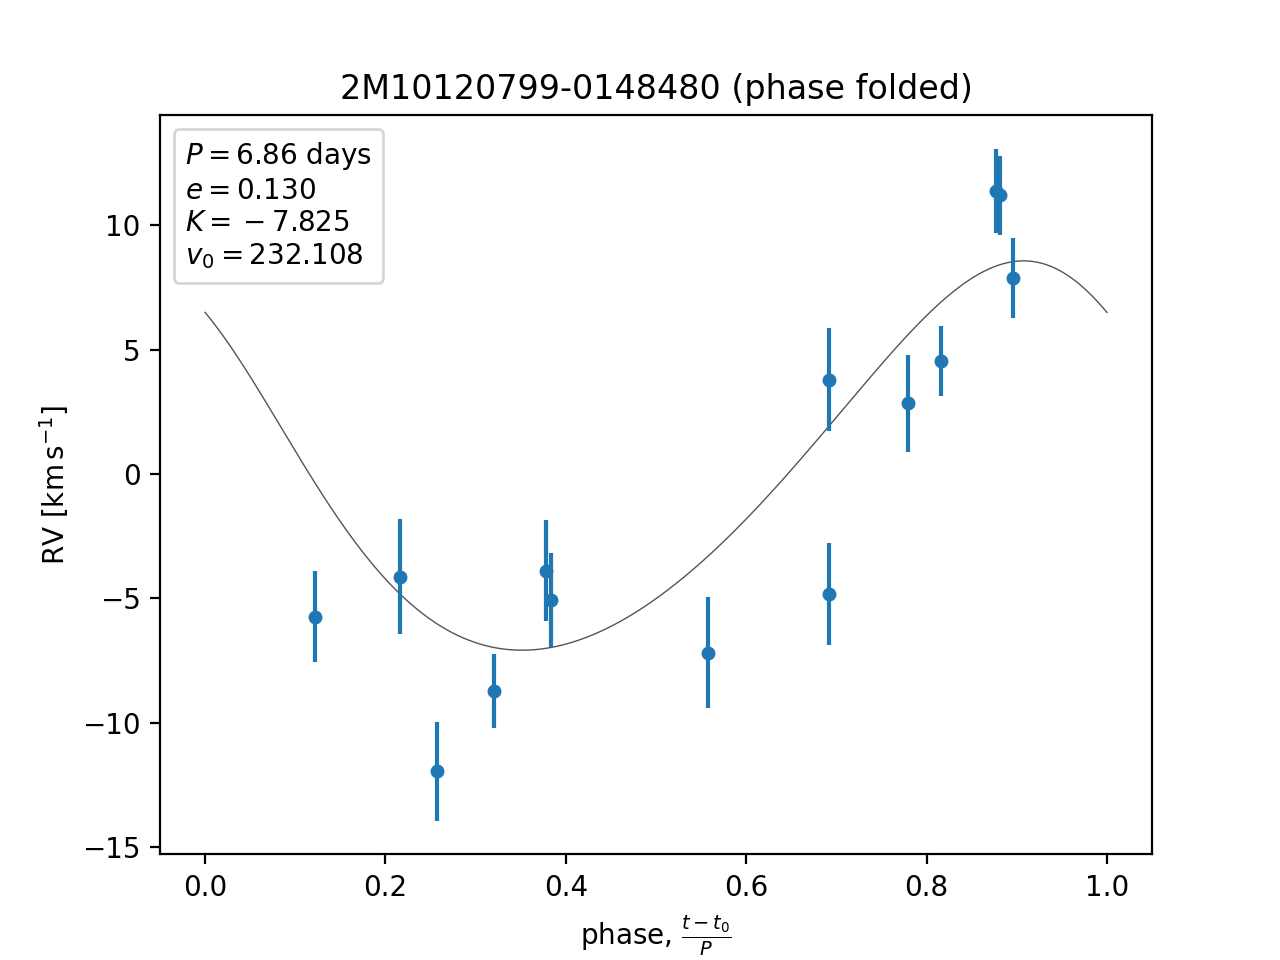 2M10120799-0148480 (phase folded)
P = 6.86 days
e = 0.130
K = −7.825
v₀ = 232.108
10
5
0
−5
−10
−15
RV [km s⁻¹]
0.0 0.2 0.4 0.6 0.8 1.0
phase, (t − t₀)/P